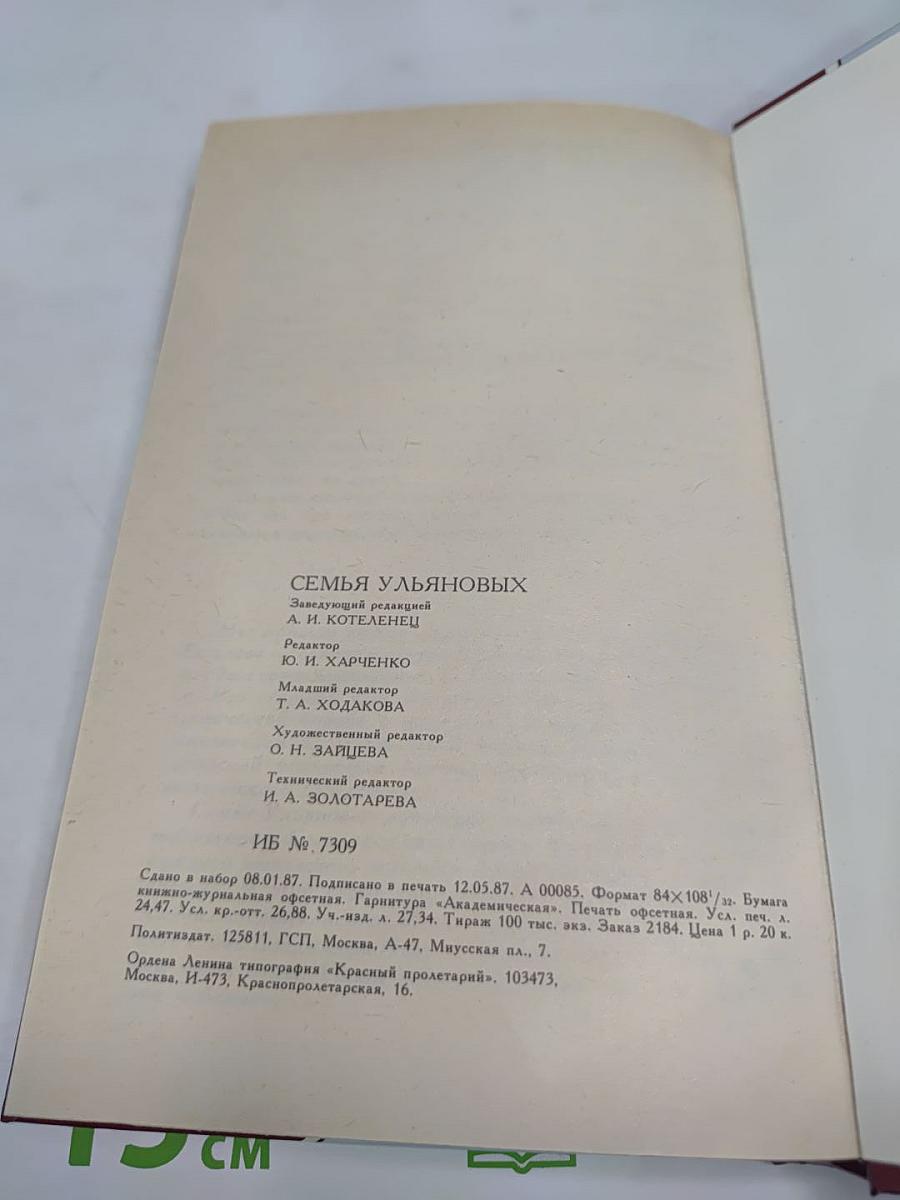 СЕМЬЯ УЛЬЯНОВЫХ
Заведующий редакцией
А. И. КОТЕЛЕНЕЦ
Редактор
Ю. И. ХАРЧЕНКО
Младший редактор
Т. А. ХОДАКОВА
Художественный редактор
О. Н. ЗАЙЦЕВА
Технический редактор
И. А. ЗОЛОТАРЕВА
ИБ № 7309
Сдано в набор 08.01.87. Подписано в печать 12.05.87. А 00085. Формат 84×108¹/₃₂. Бумага
книжно-журнальная офсетная. Гарнитура «Академическая». Печать офсетная. Усл. печ. л.
24,47. Усл. кр.-отт. 26,88. Уч.-изд. л. 27,34. Тираж 100 тыс. экз. Заказ 2184. Цена 1 р. 20 к.
Политиздат. 125811, ГСП, Москва, А-47, Миусская пл., 7.
Ордена Ленина типография «Красный пролетарий». 103473,
Москва, И-473, Краснопролетарская, 16.
см